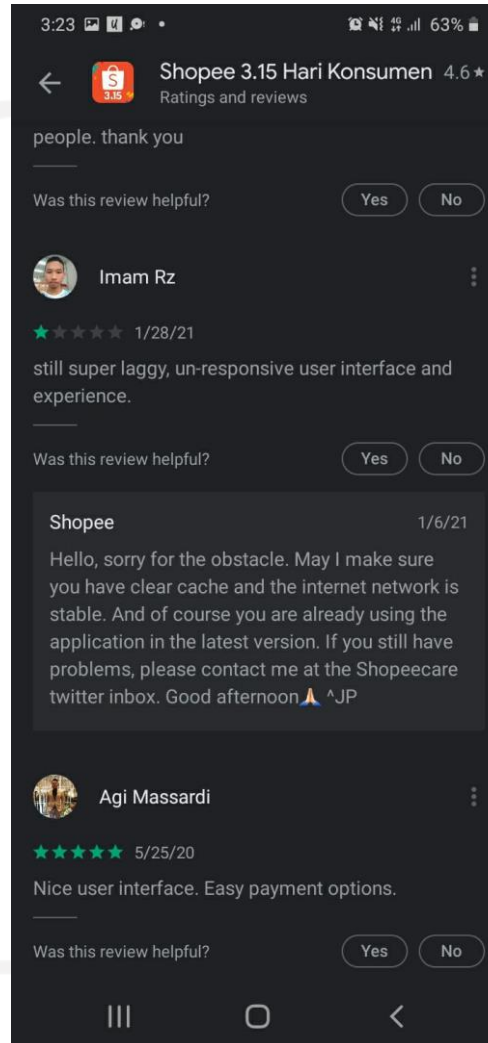 3:23
4G 63%
S
3.15
Shopee 3.15 Hari Konsumen 4.6★
Ratings and reviews
people. thank you
Was this review helpful? Yes No
Imam Rz
★★★★★ 1/28/21
still super laggy, un-responsive user interface and
experience.
Was this review helpful? Yes No
Shopee 1/6/21
Hello, sorry for the obstacle. May I make sure
you have clear cache and the internet network is
stable. And of course you are already using the
application in the latest version. If you still have
problems, please contact me at the Shopeecare
twitter inbox. Good afternoon🙏 ^JP
Agi Massardi
★★★★★ 5/25/20
Nice user interface. Easy payment options.
Was this review helpful? Yes No